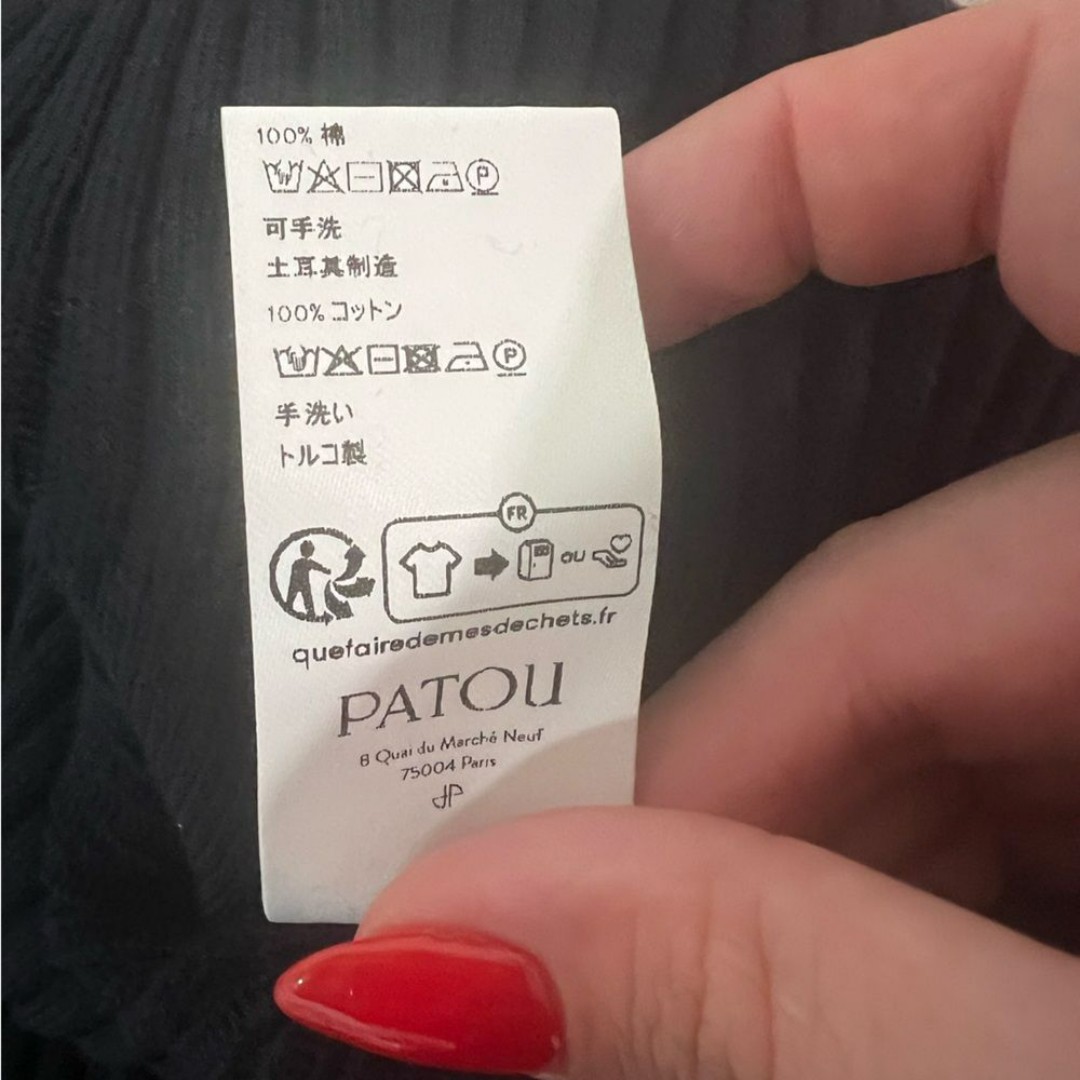 100% 棉
P
可手洗
土耳其制造
100% コットン
P
手洗い
トルコ製
FR
ou
quefairedemesdechets.fr
PATOU
8 Quai du Marché Neuf
75004 Paris
JP